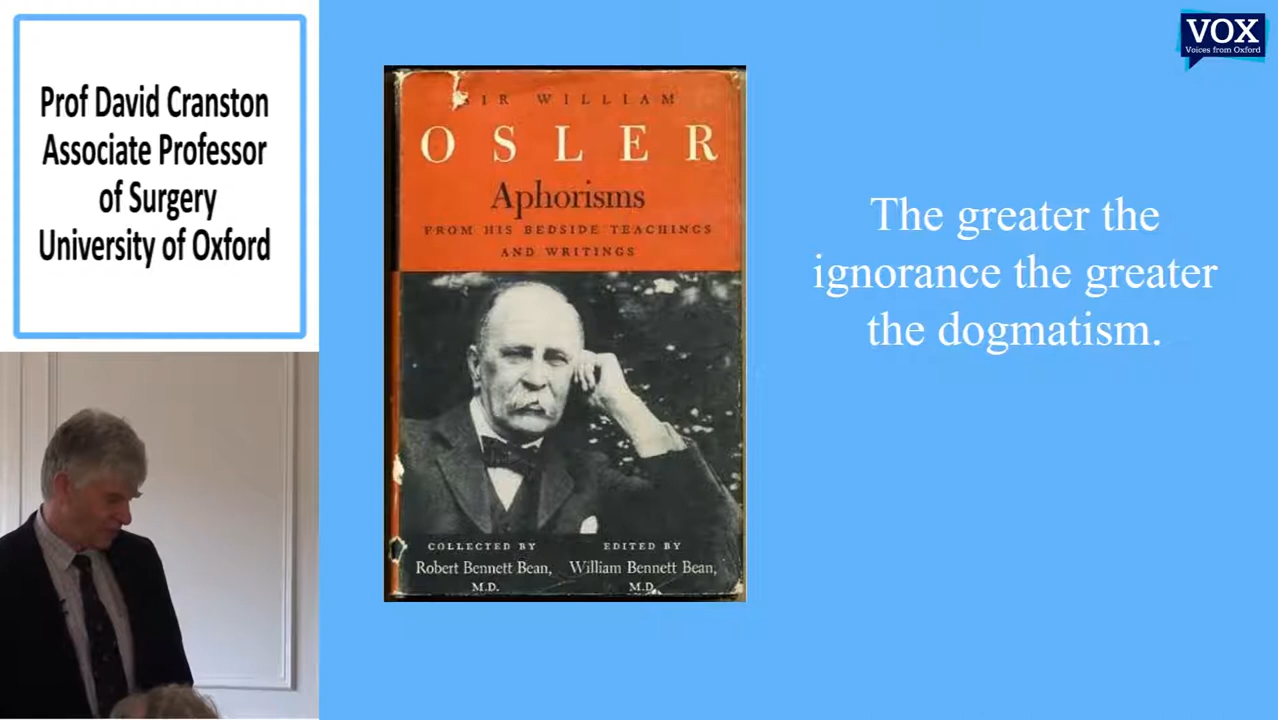 Prof David Cranston
Associate Professor
of Surgery
University of Oxford
SIR WILLIAM
OSLER
Aphorisms
FROM HIS BEDSIDE TEACHINGS
AND WRITINGS
COLLECTED BY
Robert Bennett Bean,
M.D.
EDITED BY
William Bennett Bean,
M.D.
The greater the
ignorance the greater
the dogmatism.
VOX
Voices from Oxford